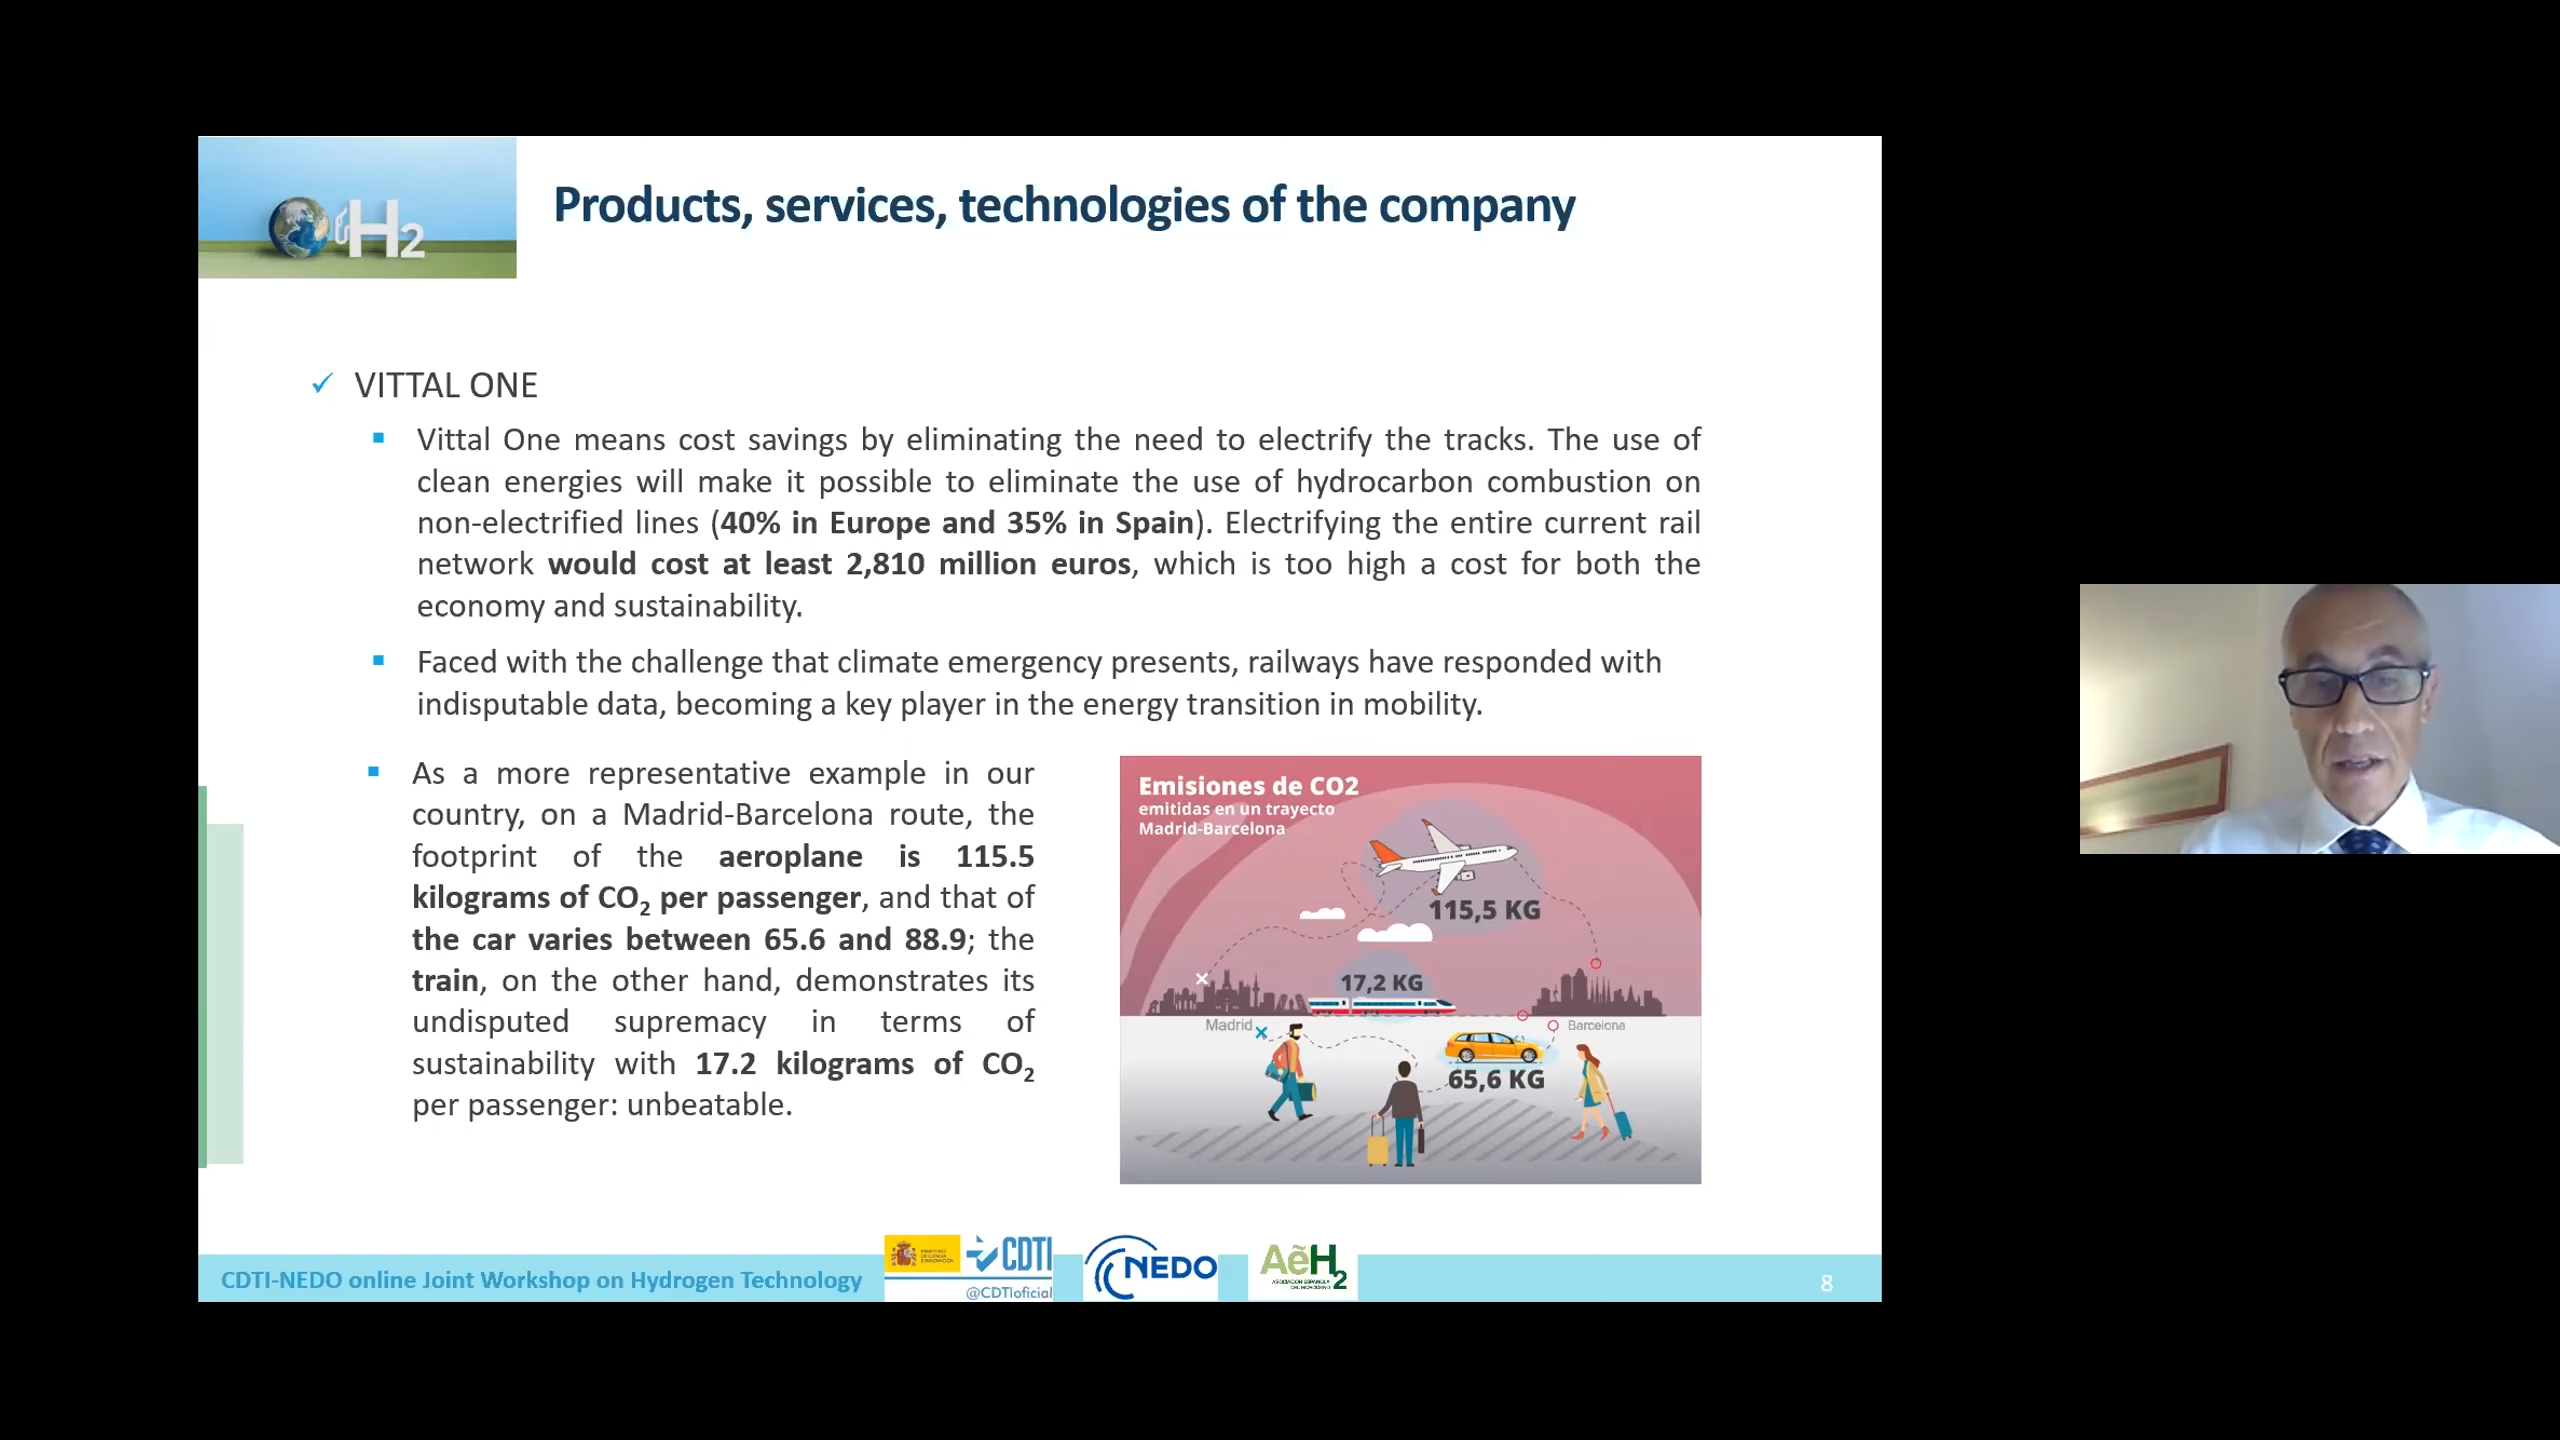 H2
Products, services, technologies of the company
✓ VITTAL ONE
▪ Vittal One means cost savings by eliminating the need to electrify the tracks. The use of
clean energies will make it possible to eliminate the use of hydrocarbon combustion on
non-electrified lines (40% in Europe and 35% in Spain). Electrifying the entire current rail
network would cost at least 2,810 million euros, which is too high a cost for both the
economy and sustainability.
▪ Faced with the challenge that climate emergency presents, railways have responded with
indisputable data, becoming a key player in the energy transition in mobility.
▪ As a more representative example in our
country, on a Madrid-Barcelona route, the
footprint of the aeroplane is 115.5
kilograms of CO₂ per passenger, and that of
the car varies between 65.6 and 88.9; the
train, on the other hand, demonstrates its
undisputed supremacy in terms of
sustainability with 17.2 kilograms of CO₂
per passenger: unbeatable.
Emisiones de CO2
emitidas en un trayecto
Madrid-Barcelona
115,5 KG
17,2 KG
Madrid
Barcelona
65,6 KG
CDTI-NEDO online Joint Workshop on Hydrogen Technology
CDTI
@CDTIoficial
NEDO
AeH2
8